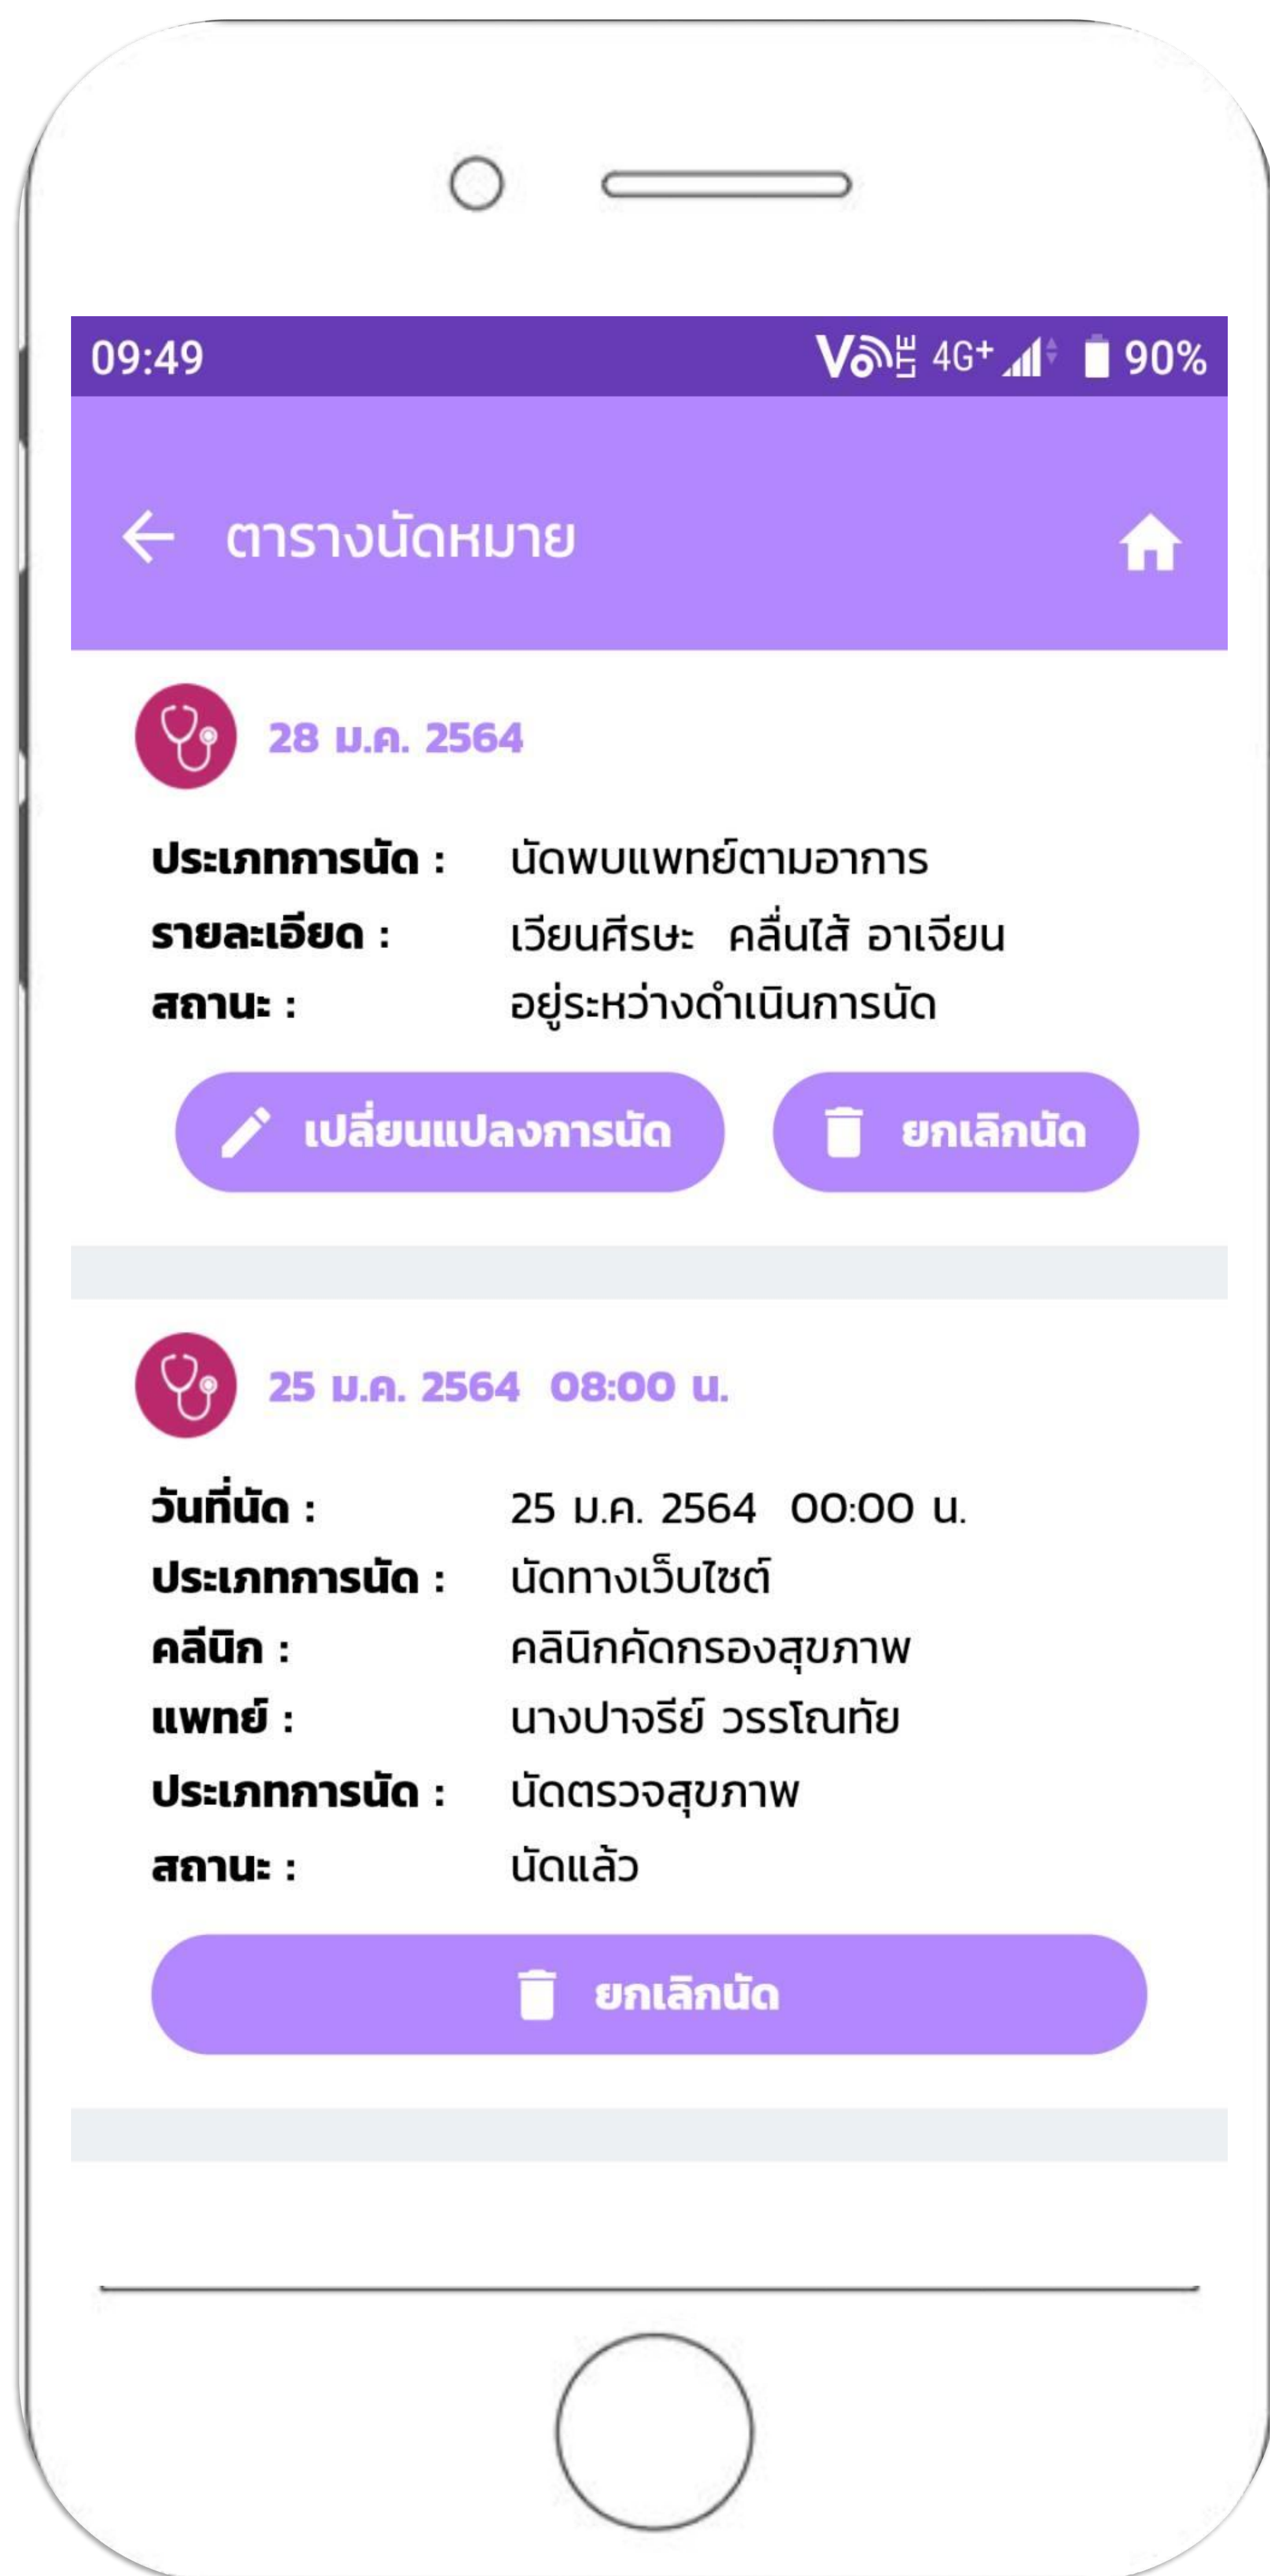 09:49 VoLTE 4G+ 90%
ตารางนัดหมาย
28 ม.ค. 2564
ประเภทการนัด : นัดพบแพทย์ตามอาการ
รายละเอียด : เวียนศีรษะ คลื่นไส้ อาเจียน
สถานะ : อยู่ระหว่างดำเนินการนัด
เปลี่ยนแปลงการนัด ยกเลิกนัด
25 ม.ค. 2564 08:00 น.
วันที่นัด : 25 ม.ค. 2564 00:00 น.
ประเภทการนัด : นัดทางเว็บไซต์
คลีนิก : คลินิกคัดกรองสุขภาพ
แพทย์ : นางปาจรีย์ วรรโณทัย
ประเภทการนัด : นัดตรวจสุขภาพ
สถานะ : นัดแล้ว
ยกเลิกนัด